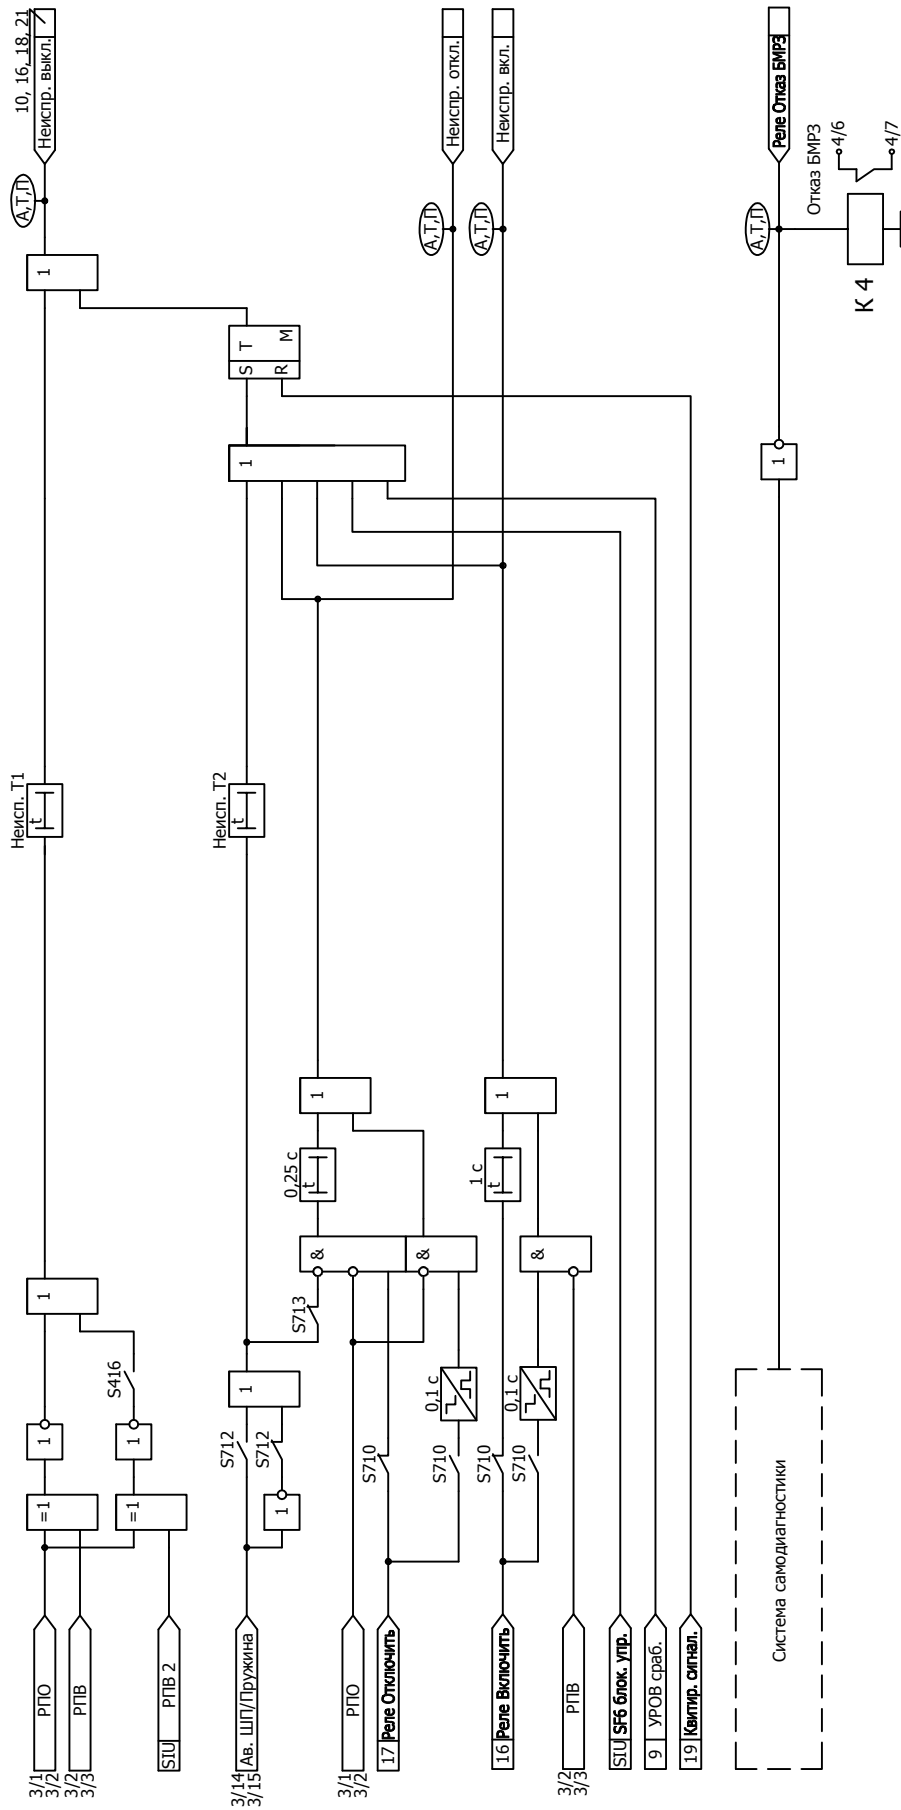 3/1
3/2
РПО
3/2
3/3
РПВ
SIU РПВ 2
=1
=1
1
1
S416
1
Неисп. Т1
t
1
А,Т,П
Неиспр. выкл.
10, 16, 18, 21
3/14
3/15
Ав. ШП/Пружина
1
S712
S712
1
S713
Неисп. Т2
t
1
S T
R M
3/1
3/2
РПО
17 Реле Отключить
S710
S710
0,1 с
&
&
0,25 с
t
1
А,Т,П
Неиспр. откл.
16 Реле Включить
S710
S710
0,1 с
&
1 с
t
1
А,Т,П
Неиспр. вкл.
3/2
3/3
РПВ
SIU SF6 блок. упр.
9 УРОВ сраб.
19 Квитир. сигнал.
Система самодиагностики
1
А,Т,П
Реле Отказ БМРЗ
К 4
Отказ БМРЗ
4/6
4/7